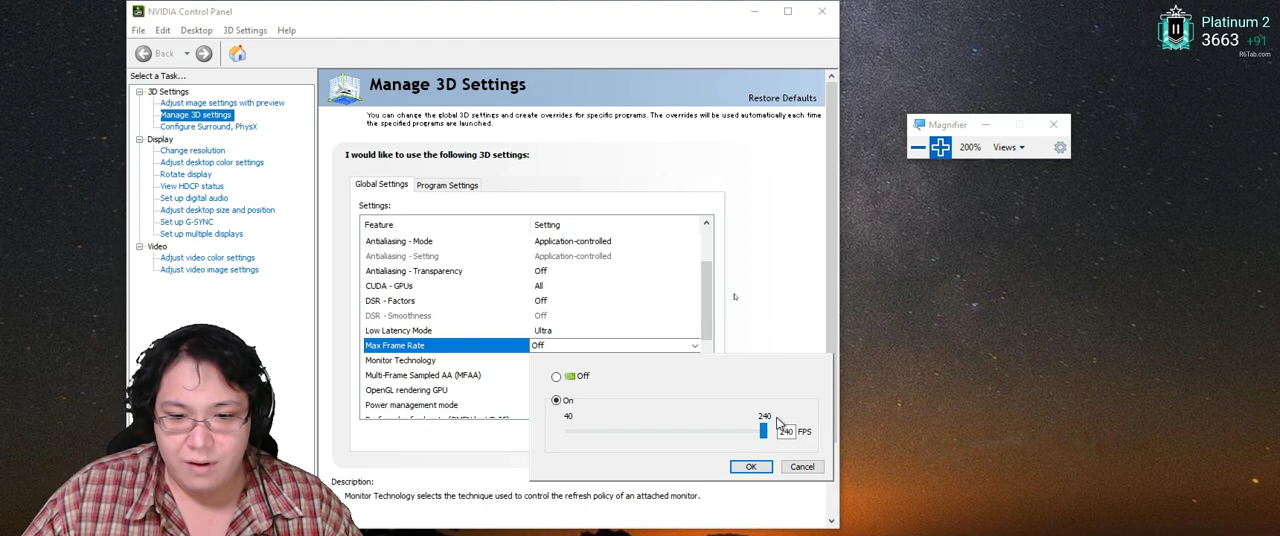 NVIDIA Control Panel
File Edit Desktop 3D Settings Help
Back
Select a Task...
3D Settings
Adjust image settings with preview
Manage 3D settings
Configure Surround, PhysX
Display
Change resolution
Adjust desktop color settings
Rotate display
View HDCP status
Set up digital audio
Adjust desktop size and position
Set up G-SYNC
Set up multiple displays
Video
Adjust video color settings
Adjust video image settings
Manage 3D Settings
Restore Defaults
You can change the global 3D settings and create overrides for specific programs. The overrides will be used automatically each time
the specified programs are launched.
I would like to use the following 3D settings:
Global Settings Program Settings
Settings:
Feature Setting
Antialiasing - Mode Application-controlled
Antialiasing - Setting Application-controlled
Antialiasing - Transparency Off
CUDA - GPUs All
DSR - Factors Off
DSR - Smoothness Off
Low Latency Mode Ultra
Max Frame Rate Off
Monitor Technology
Multi-Frame Sampled AA (MFAA)
OpenGL rendering GPU
Power management mode
Off
On
40 240
240 FPS
OK Cancel
Description:
Monitor Technology selects the technique used to control the refresh policy of an attached monitor.
Magnifier
200% Views
II
Platinum 2
3663 +91
R6Tab.com